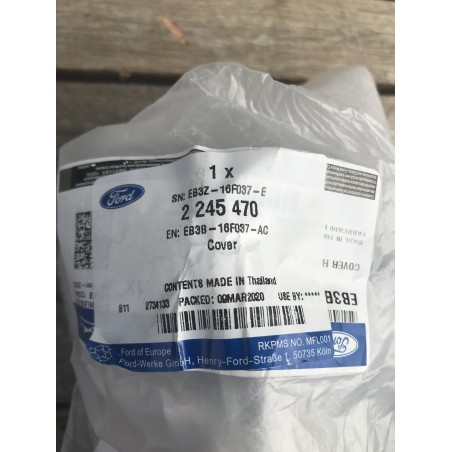 1 x
Ford
SN: EB3Z-16F037-E
2 245 470
EN: EB3B-16F037-AC
Cover
CONTENTS MADE IN Thailand
811 2734133 PACKED: 09MAR2020 USE BY: *****
Ford of Europe
RKPMS NO. MFL001
Ford-Werke GmbH, Henry-Ford-Straße 1, 50735 Köln
COVER H
EB3B
Ford